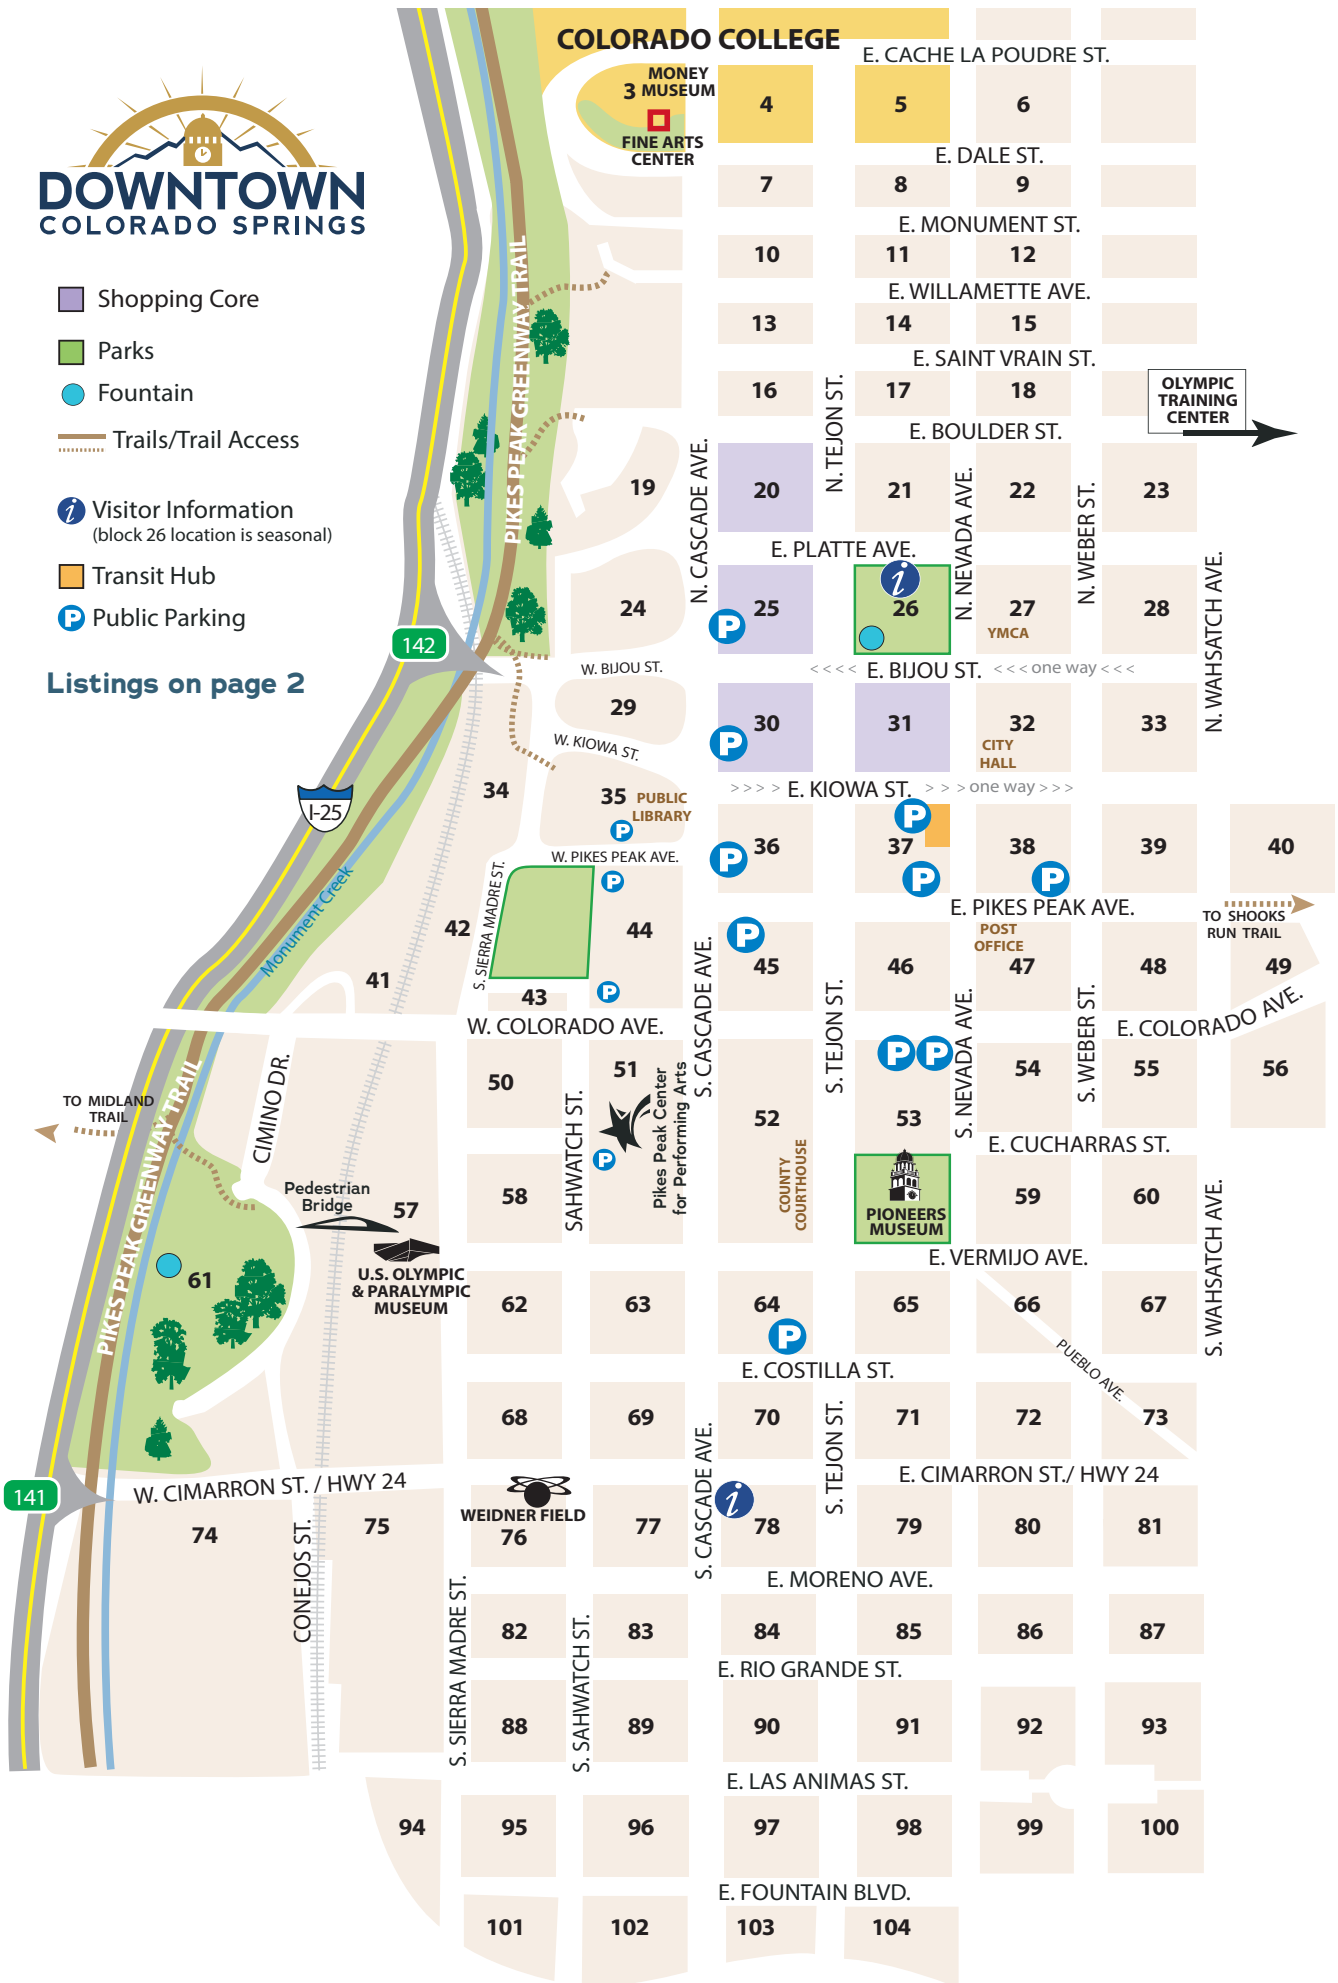 COLORADO COLLEGE
E. CACHE LA POUDRE ST.
MONEY
3 MUSEUM
4
5
6
FINE ARTS
CENTER
E. DALE ST.
DOWNTOWN
COLORADO SPRINGS
7
8
9
E. MONUMENT ST.
10
11
12
E. WILLAMETTE AVE.
Shopping Core
13
14
15
Parks
E. SAINT VRAIN ST.
Fountain
16
17
18
OLYMPIC
TRAINING
CENTER
Trails/Trail Access
E. BOULDER ST.
PIKES PEAK GREENWAY TRAIL
N. CASCADE AVE.
N. TEJON ST.
N. NEVADA AVE.
N. WEBER ST.
N. WAHSATCH AVE.
19
20
21
22
23
i Visitor Information
(block 26 location is seasonal)
E. PLATTE AVE.
i
Transit Hub
P Public Parking
24
P
25
26
27
28
YMCA
142
W. BIJOU ST.
<<<< E. BIJOU ST. <<< one way <<<
Listings on page 2
29
30
31
32
33
P
CITY
HALL
W. KIOWA ST.
>>>> E. KIOWA ST. >>> one way >>>
34
35 PUBLIC
LIBRARY
P
I-25
P
36
P
37
38
39
40
P
P
W. PIKES PEAK AVE.
E. PIKES PEAK AVE.
P
S. SIERRA MADRE ST.
Monument Creek
TO SHOOKS
RUN TRAIL
POST
OFFICE
P
42
44
45
46
47
48
49
41
43
P
W. COLORADO AVE.
E. COLORADO AVE.
S. CASCADE AVE.
S. TEJON ST.
S. NEVADA AVE.
S. WEBER ST.
P P
50
51
54
55
56
CIMINO DR.
TO MIDLAND
TRAIL
PIKES PEAK GREENWAY TRAIL
SAHWATCH ST.
Pikes Peak Center
for Performing Arts
P
52
53
COUNTY
COURTHOUSE
E. CUCHARRAS ST.
Pedestrian
Bridge
57
58
59
60
PIONEERS
MUSEUM
S. WAHSATCH AVE.
E. VERMIJO AVE.
61
U.S. OLYMPIC
& PARALYMPIC
MUSEUM
62
63
64
65
66
67
P
PUEBLO AVE.
E. COSTILLA ST.
68
69
70
71
72
73
S. CASCADE AVE.
S. TEJON ST.
E. CIMARRON ST./ HWY 24
W. CIMARRON ST. / HWY 24
141
WEIDNER FIELD
i
74
75
76
77
78
79
80
81
CONEJOS ST.
E. MORENO AVE.
S. SIERRA MADRE ST.
S. SAHWATCH ST.
82
83
84
85
86
87
E. RIO GRANDE ST.
88
89
90
91
92
93
E. LAS ANIMAS ST.
94
95
96
97
98
99
100
E. FOUNTAIN BLVD.
101
102
103
104